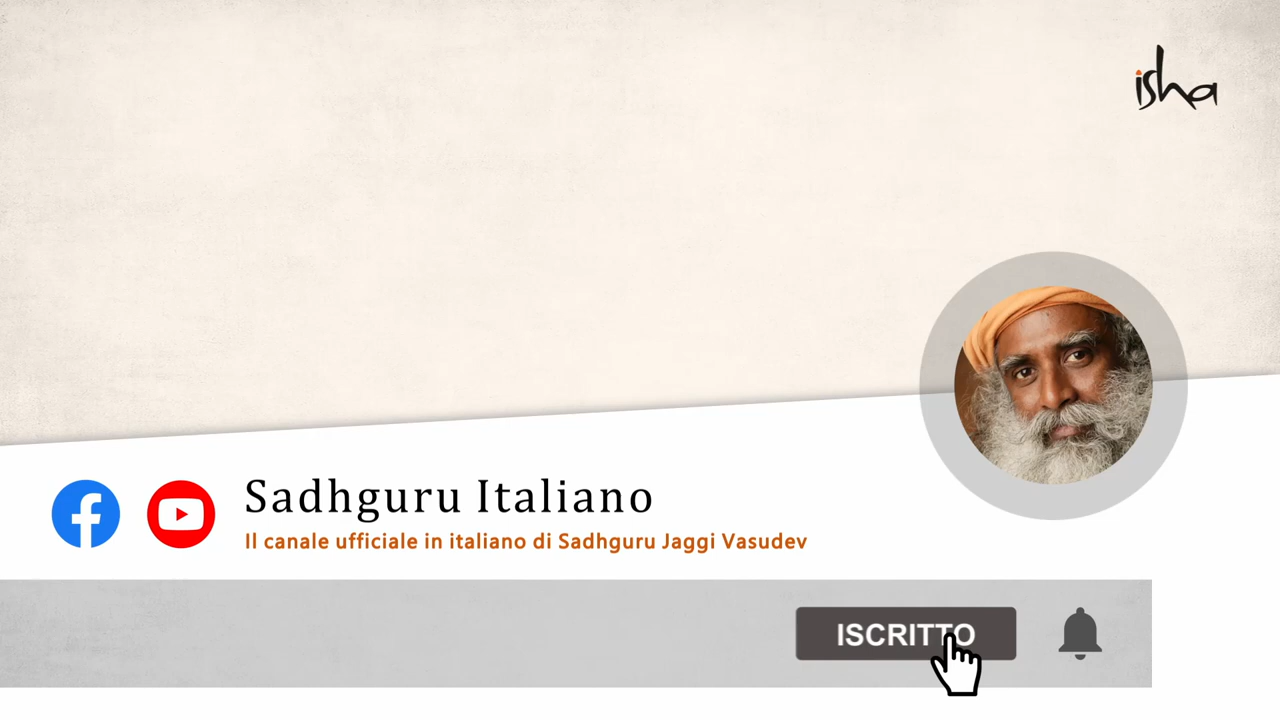 isha
Sadhguru Italiano
Il canale ufficiale in italiano di Sadhguru Jaggi Vasudev
ISCRITTO